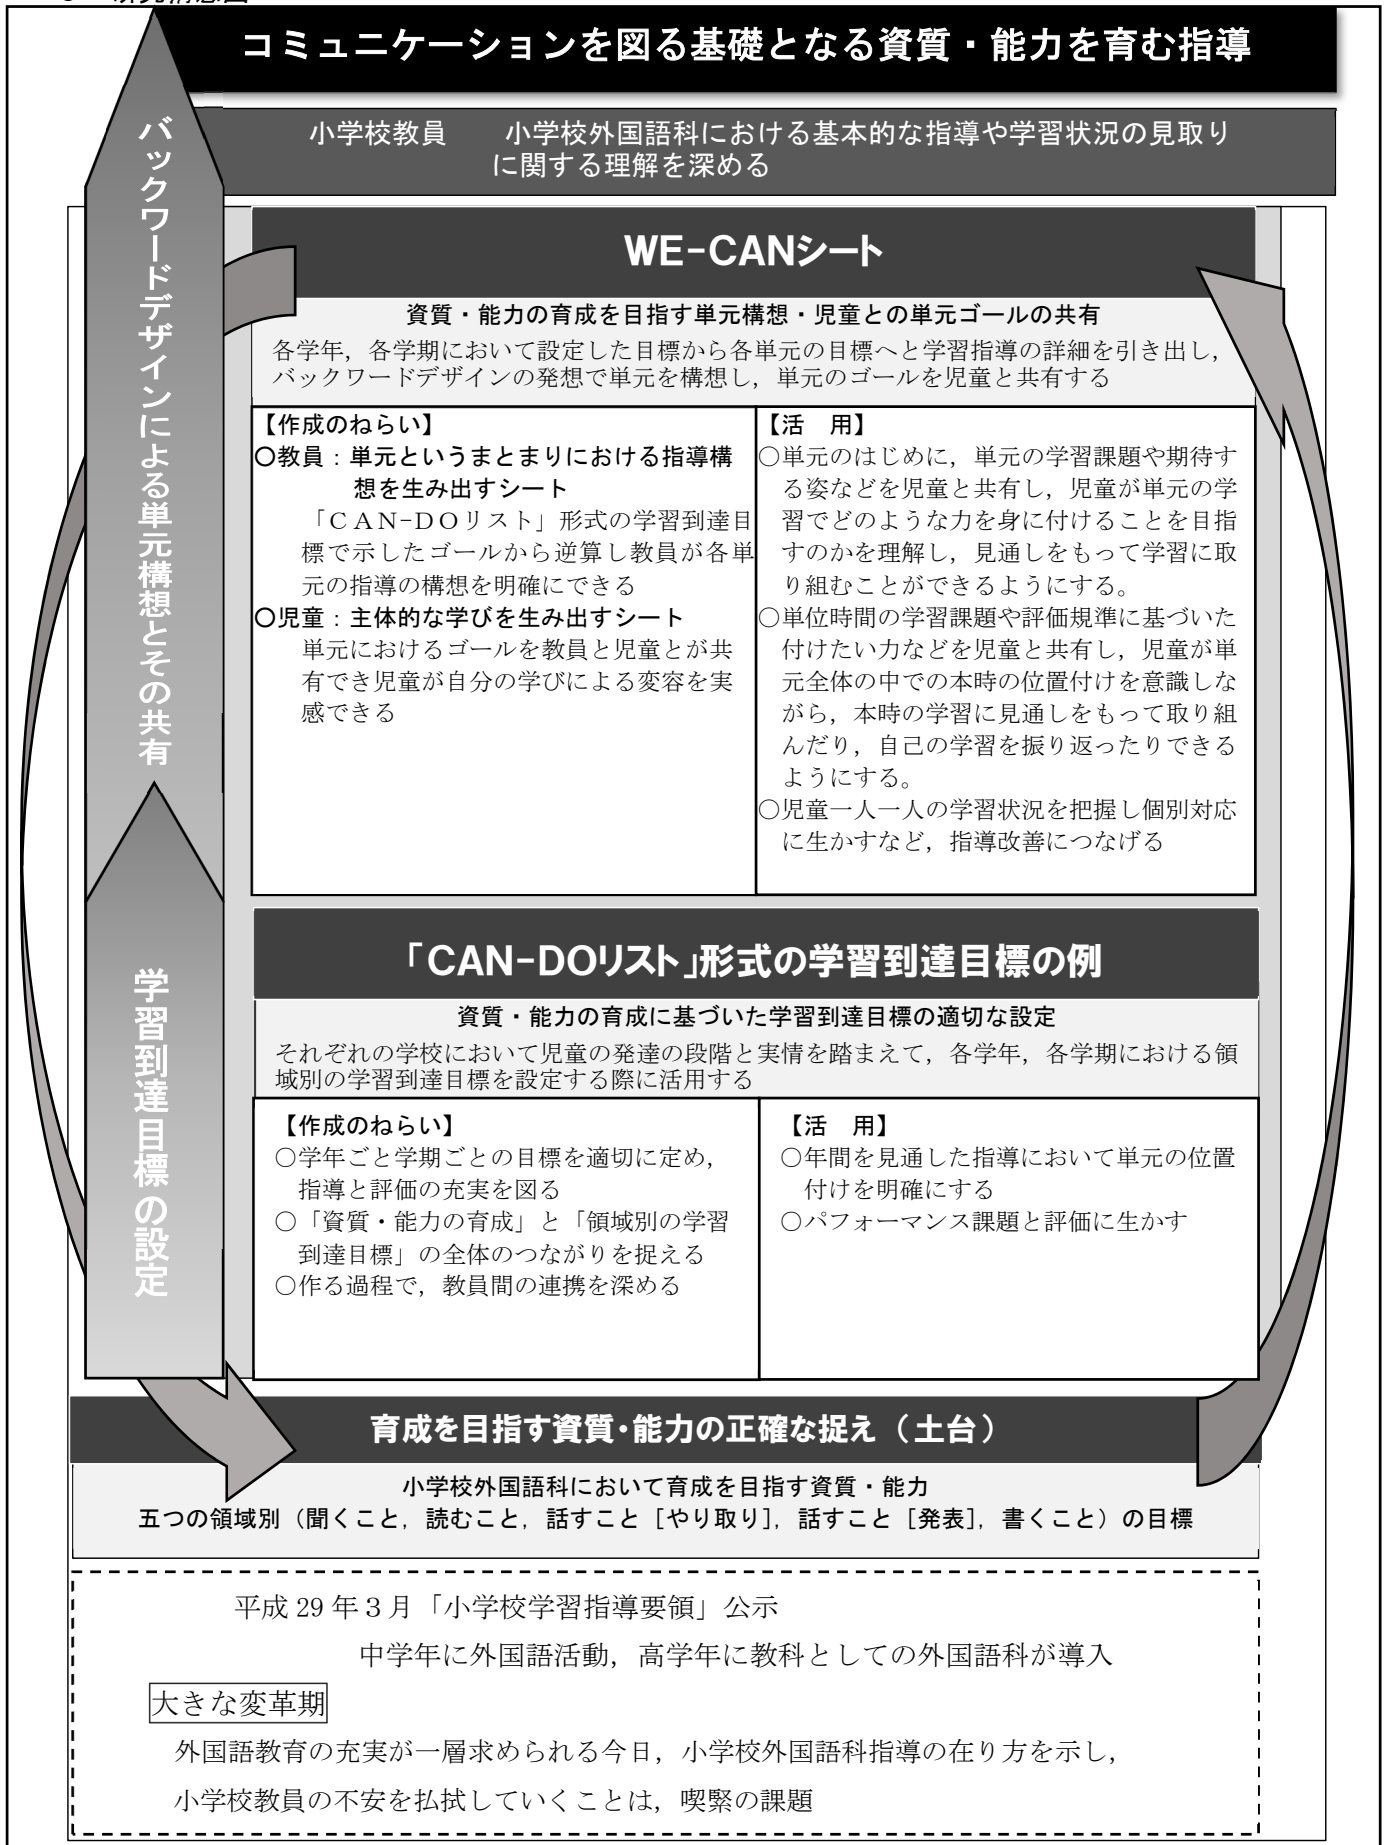 コミュニケーションを図る基礎となる資質・能力を育む指導
小学校教員　　小学校外国語科における基本的な指導や学習状況の見取り
に関する理解を深める
バックワードデザインによる単元構想とその共有
WE-CANシート
資質・能力の育成を目指す単元構想・児童との単元ゴールの共有
各学年，各学期において設定した目標から各単元の目標へと学習指導の詳細を引き出し，
バックワードデザインの発想で単元を構想し，単元のゴールを児童と共有する
【作成のねらい】
○教員：単元というまとまりにおける指導構
想を生み出すシート
「ＣＡＮ-ＤＯリスト」形式の学習到達目
標で示したゴールから逆算し教員が各単
元の指導の構想を明確にできる
○児童：主体的な学びを生み出すシート
単元におけるゴールを教員と児童とが共
有でき児童が自分の学びによる変容を実
感できる
【活　用】
○単元のはじめに，単元の学習課題や期待す
る姿などを児童と共有し，児童が単元の学
習でどのような力を身に付けることを目指
すのかを理解し，見通しをもって学習に取
り組むことができるようにする。
○単位時間の学習課題や評価規準に基づいた
付けたい力などを児童と共有し，児童が単
元全体の中での本時の位置付けを意識しな
がら，本時の学習に見通しをもって取り組
んだり，自己の学習を振り返ったりできる
ようにする。
○児童一人一人の学習状況を把握し個別対応
に生かすなど，指導改善につなげる
学習到達目標の設定
「CAN-DOリスト」形式の学習到達目標の例
資質・能力の育成に基づいた学習到達目標の適切な設定
それぞれの学校において児童の発達の段階と実情を踏まえて，各学年，各学期における領
域別の学習到達目標を設定する際に活用する
【作成のねらい】
○学年ごと学期ごとの目標を適切に定め，
指導と評価の充実を図る
○「資質・能力の育成」と「領域別の学習
到達目標」の全体のつながりを捉える
○作る過程で，教員間の連携を深める
【活　用】
○年間を見通した指導において単元の位置
付けを明確にする
○パフォーマンス課題と評価に生かす
育成を目指す資質・能力の正確な捉え（土台）
小学校外国語科において育成を目指す資質・能力
五つの領域別（聞くこと，読むこと，話すこと［やり取り］，話すこと［発表］，書くこと）の目標
平成 29 年３月「小学校学習指導要領」公示
中学年に外国語活動，高学年に教科としての外国語科が導入
大きな変革期
外国語教育の充実が一層求められる今日，小学校外国語科指導の在り方を示し，
小学校教員の不安を払拭していくことは，喫緊の課題